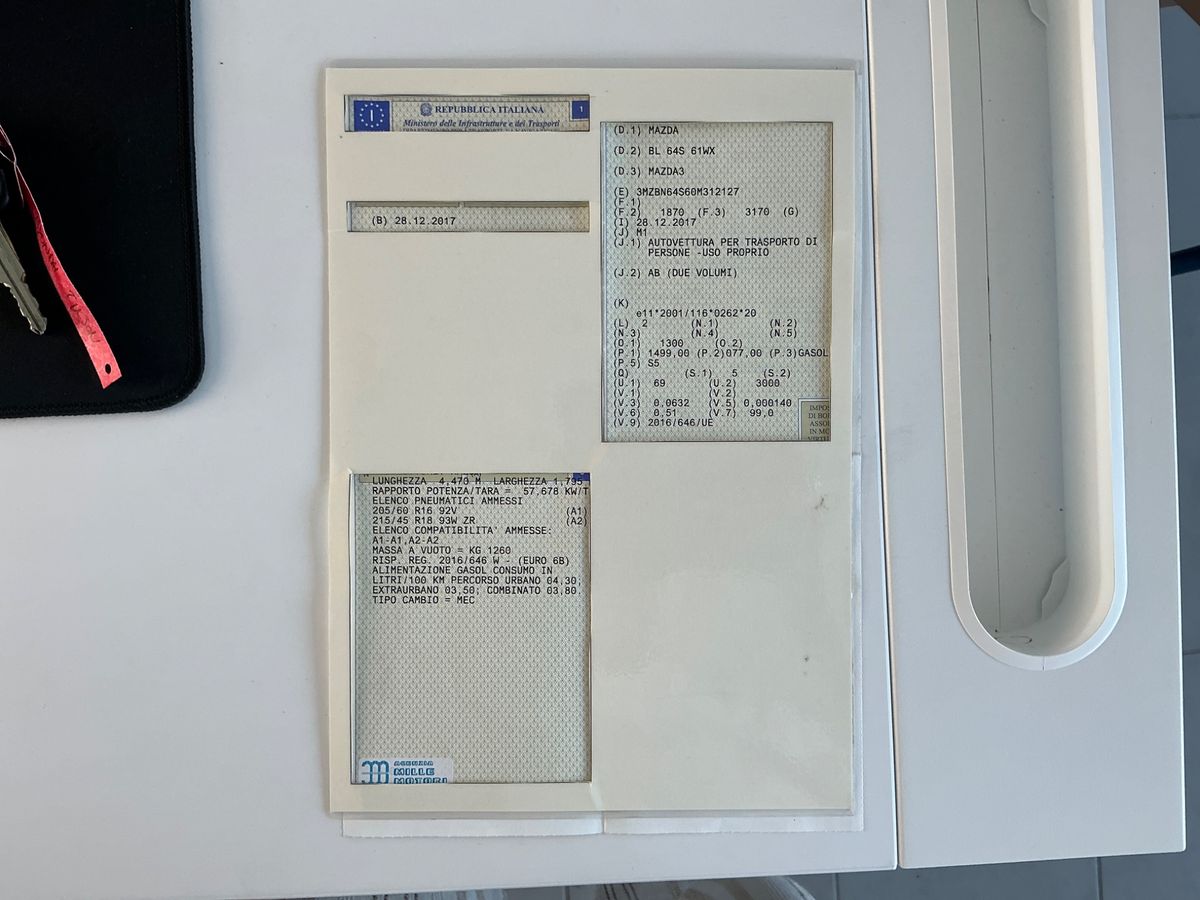 REPUBBLICA ITALIANA
1
I
Ministero delle Infrastrutture e dei Trasporti
(B) 28.12.2017
(D.1) MAZDA
(D.2) BL 64S 61WX
(D.3) MAZDA3
(E) 3MZBN64S60M312127
(F.1)
(F.2) 1870 (F.3) 3170 (G)
(I) 28.12.2017
(J) M1
(J.1) AUTOVETTURA PER TRASPORTO DI
PERSONE -USO PROPRIO
(J.2) AB (DUE VOLUMI)
(K)
e11*2001/116*0262*20
(L) 2 (N.1) (N.2)
(N.3) (N.4) (N.5)
(O.1) 1300 (O.2)
(P.1) 1499,00 (P.2)077,00 (P.3)GASOL
(P.5) S5
(Q) (S.1) 5 (S.2)
(U.1) 69 (U.2) 3000
(V.1) (V.2)
(V.3) 0,0632 (V.5) 0,000140
(V.6) 0,51 (V.7) 99,0
(V.9) 2016/646/UE
IMPOS
DI BO
ASSO
IN MO
VIRTU
LUNGHEZZA 4,470 M LARGHEZZA 1,795
RAPPORTO POTENZA/TARA = 57,678 KW/T
ELENCO PNEUMATICI AMMESSI
205/60 R16 92V (A1)
215/45 R18 93W ZR (A2)
ELENCO COMPATIBILITA' AMMESSE:
A1-A1,A2-A2
MASSA A VUOTO = KG 1260
RISP. REG. 2016/646 W - (EURO 6B)
ALIMENTAZIONE GASOL CONSUMO IN
LITRI/100 KM PERCORSO URBANO 04,30;
EXTRAURBANO 03,50; COMBINATO 03,80.
TIPO CAMBIO = MEC
AGENZIA
MILLE
MOTORI